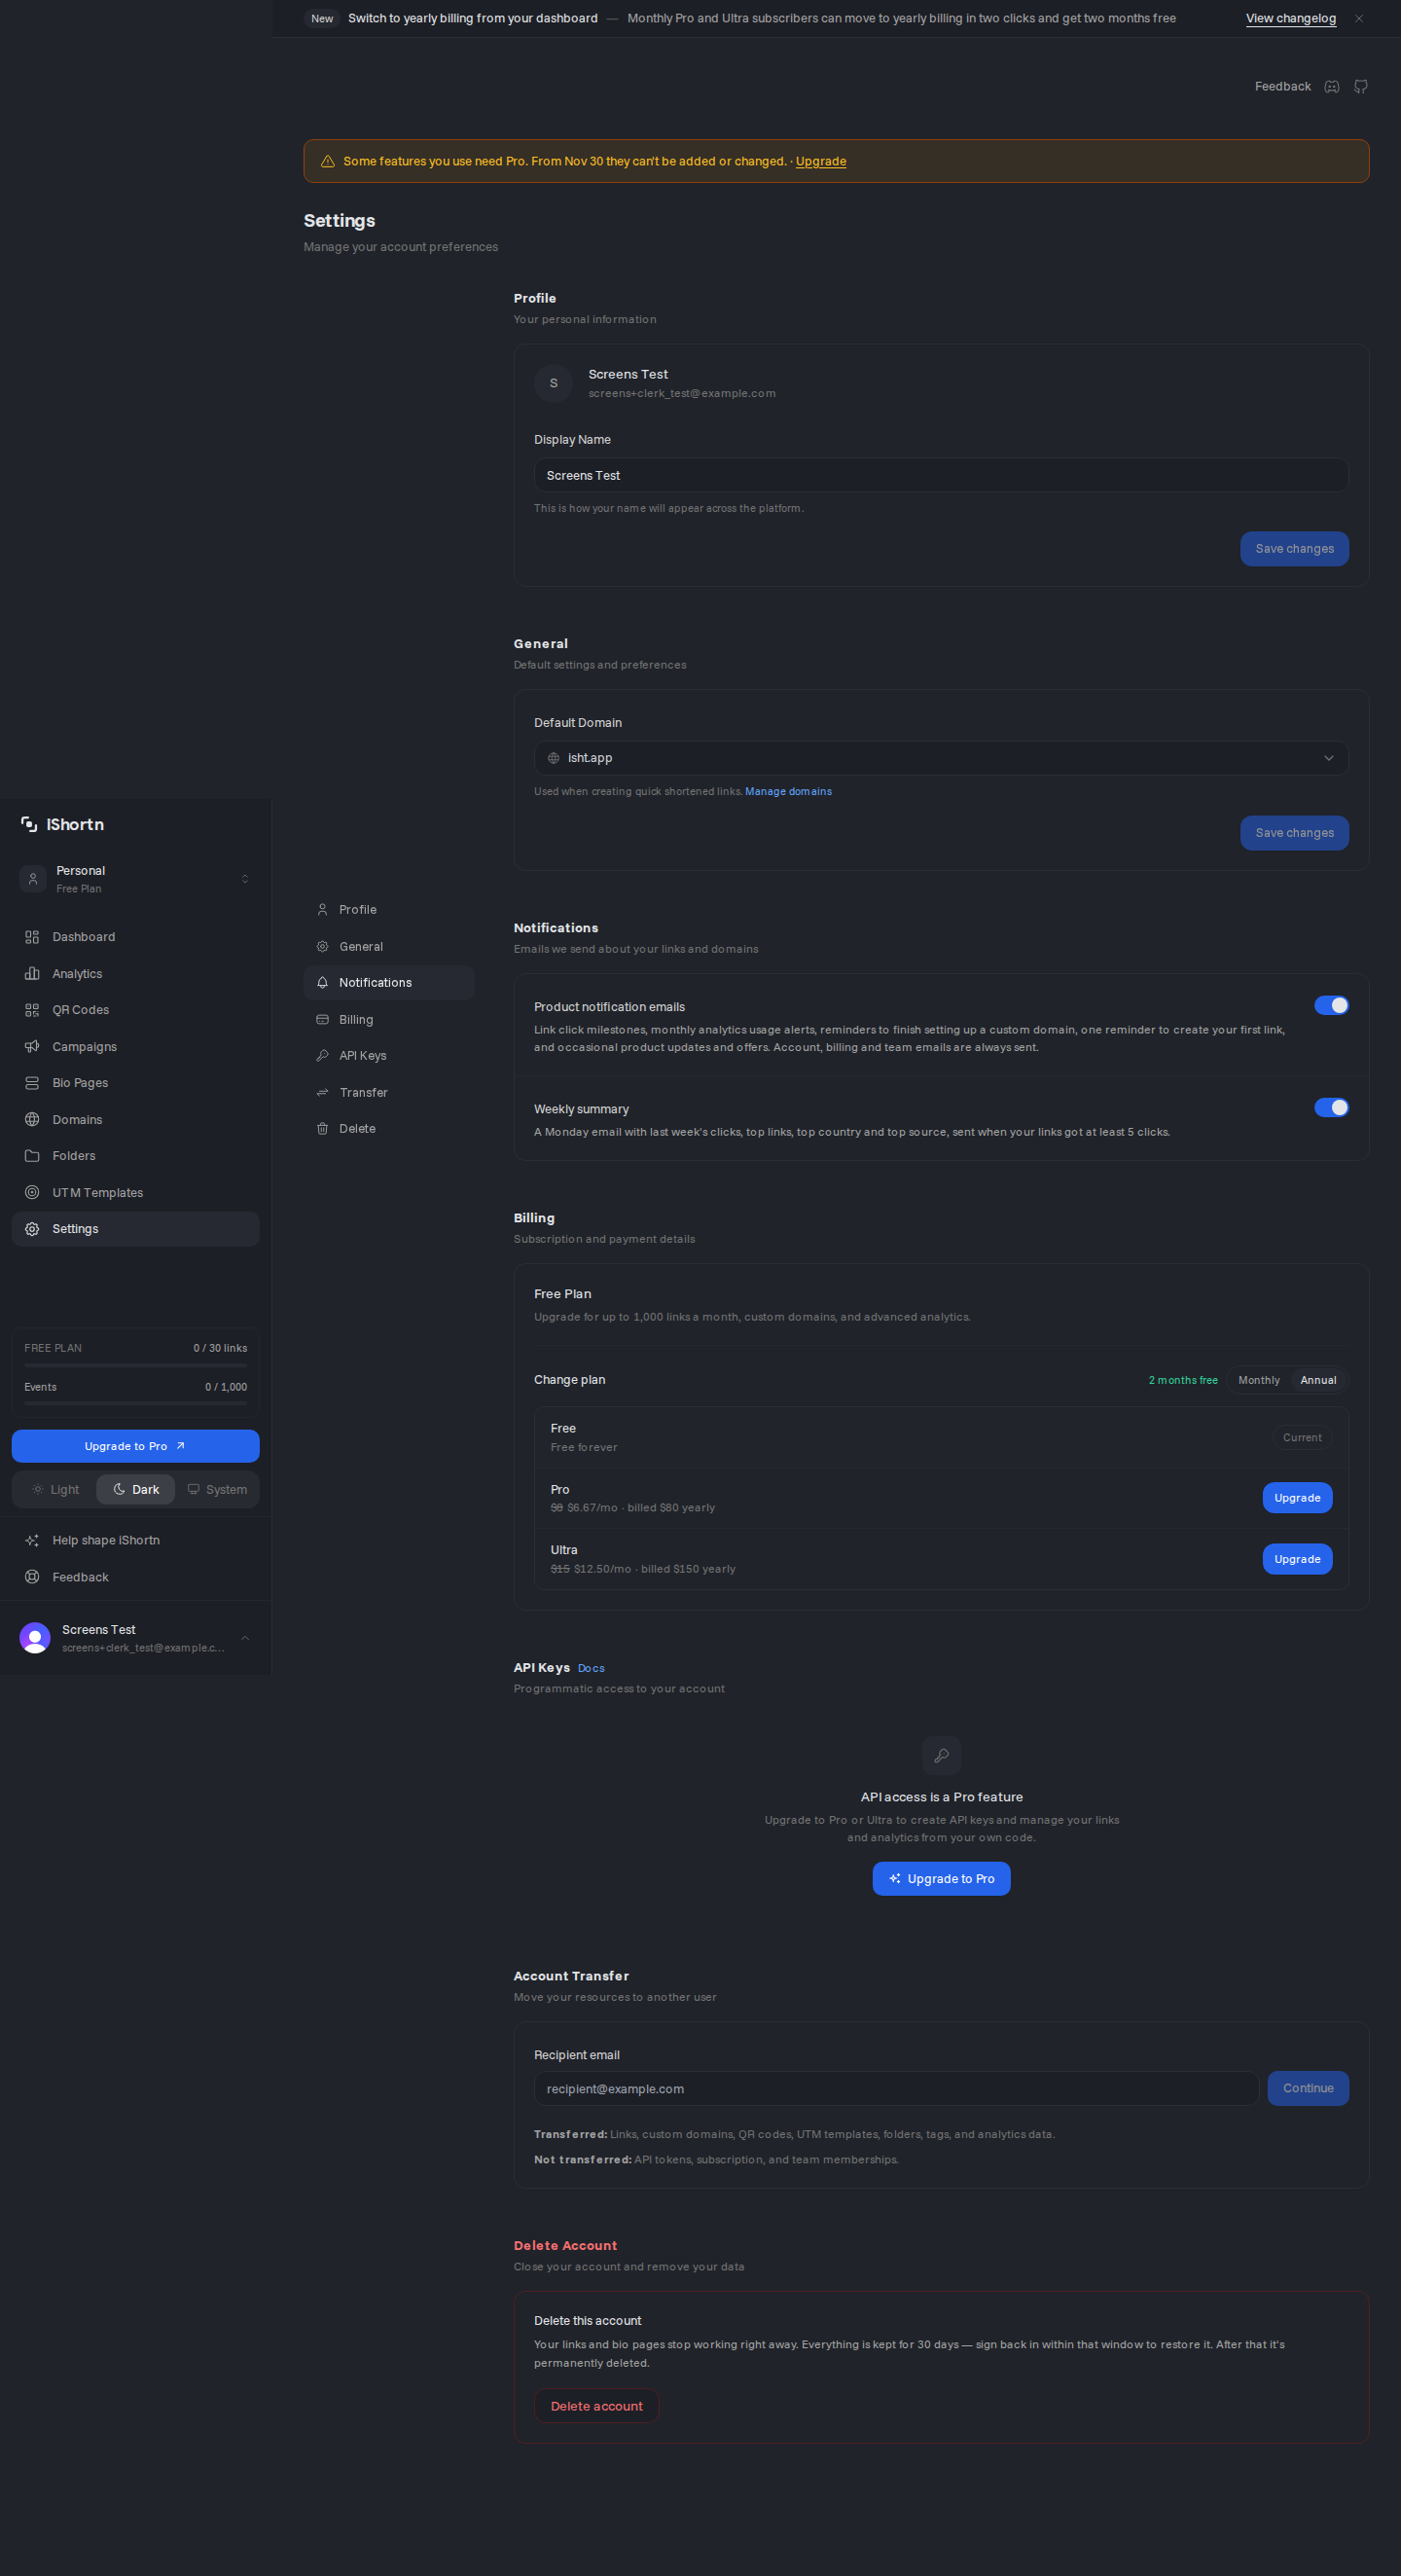 New Switch to yearly billing from your dashboard — Monthly Pro and Ultra subscribers can move to yearly billing in two clicks and get two months free View changelog
Feedback
Some features you use need Pro. From Nov 30 they can't be added or changed. · Upgrade
Settings
Manage your account preferences
Profile
Your personal information
S
Screens Test
screens+clerk_test@example.com
Display Name
Screens Test
This is how your name will appear across the platform.
Save changes
General
Default settings and preferences
Default Domain
isht.app
Used when creating quick shortened links. Manage domains
Save changes
IShortn
Personal
Free Plan
Dashboard
Analytics
QR Codes
Campaigns
Bio Pages
Domains
Folders
UTM Templates
Settings
FREE PLAN 0 / 30 links
Events 0 / 1,000
Upgrade to Pro
Light Dark System
Help shape iShortn
Feedback
Screens Test
screens+clerk_test@example.c...
Profile
General
Notifications
Billing
API Keys
Transfer
Delete
Notifications
Emails we send about your links and domains
Product notification emails
Link click milestones, monthly analytics usage alerts, reminders to finish setting up a custom domain, one reminder to create your first link,
and occasional product updates and offers. Account, billing and team emails are always sent.
Weekly summary
A Monday email with last week's clicks, top links, top country and top source, sent when your links got at least 5 clicks.
Billing
Subscription and payment details
Free Plan
Upgrade for up to 1,000 links a month, custom domains, and advanced analytics.
Change plan 2 months free Monthly Annual
Free
Free forever
Current
Pro
$8 $6.67/mo · billed $80 yearly
Upgrade
Ultra
$15 $12.50/mo · billed $150 yearly
Upgrade
API Keys Docs
Programmatic access to your account
API access is a Pro feature
Upgrade to Pro or Ultra to create API keys and manage your links
and analytics from your own code.
Upgrade to Pro
Account Transfer
Move your resources to another user
Recipient email
recipient@example.com
Continue
Transferred: Links, custom domains, QR codes, UTM templates, folders, tags, and analytics data.
Not transferred: API tokens, subscription, and team memberships.
Delete Account
Close your account and remove your data
Delete this account
Your links and bio pages stop working right away. Everything is kept for 30 days — sign back in within that window to restore it. After that it's
permanently deleted.
Delete account